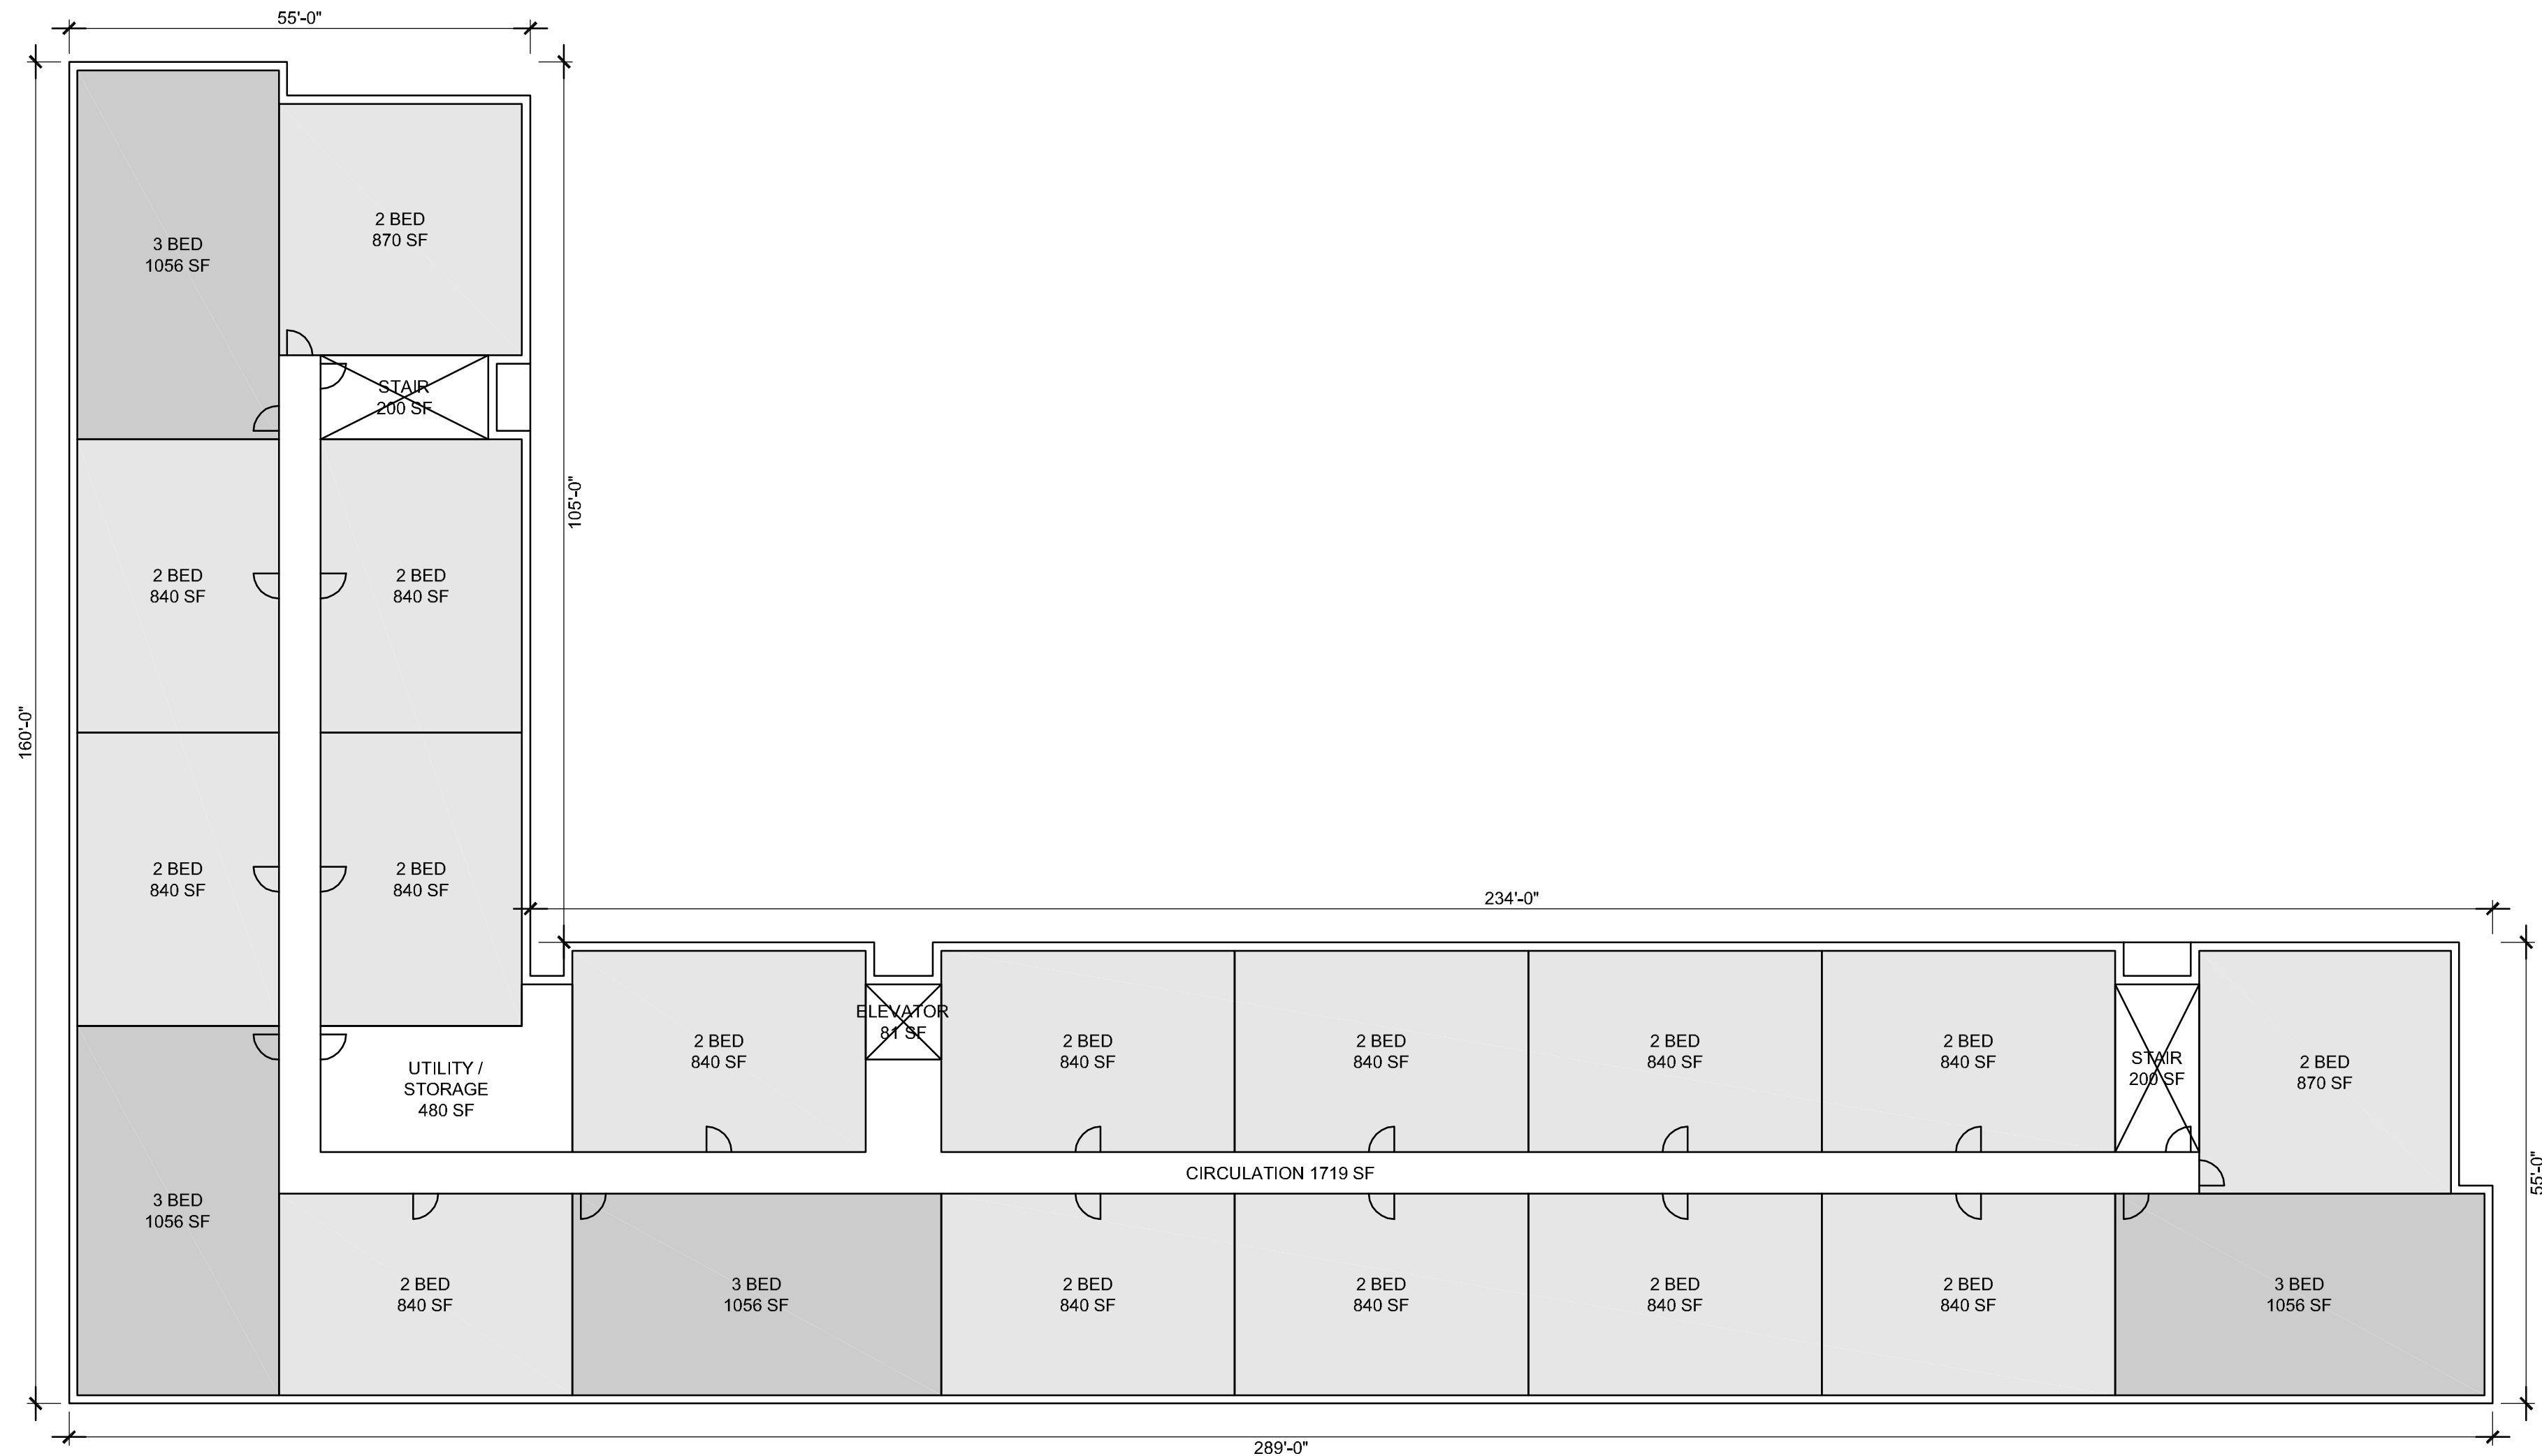 55'-0"
3 BED
1056 SF
2 BED
870 SF
STAIR
200 SF
105'-0"
2 BED
840 SF
2 BED
840 SF
160'-0"
2 BED
840 SF
2 BED
840 SF
234'-0"
UTILITY /
STORAGE
480 SF
2 BED
840 SF
ELEVATOR
81 SF
2 BED
840 SF
2 BED
840 SF
2 BED
840 SF
2 BED
840 SF
STAIR
200 SF
2 BED
870 SF
55'-0"
CIRCULATION 1719 SF
3 BED
1056 SF
2 BED
840 SF
3 BED
1056 SF
2 BED
840 SF
2 BED
840 SF
2 BED
840 SF
2 BED
840 SF
3 BED
1056 SF
289'-0"